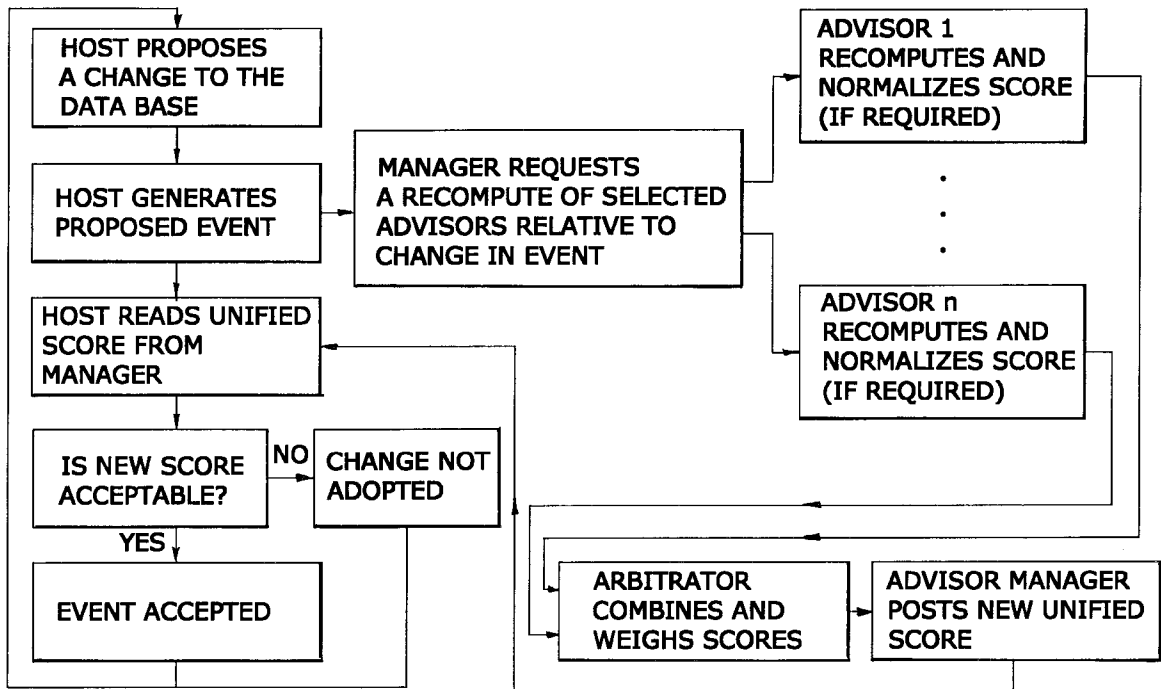 HOST PROPOSES
A CHANGE TO THE
DATA BASE
HOST GENERATES
PROPOSED EVENT
HOST READS UNIFIED
SCORE FROM
MANAGER
IS NEW SCORE
ACCEPTABLE?
NO
CHANGE NOT
ADOPTED
YES
EVENT ACCEPTED
MANAGER REQUESTS
A RECOMPUTE OF SELECTED
ADVISORS RELATIVE TO
CHANGE IN EVENT
ADVISOR 1
RECOMPUTES AND
NORMALIZES SCORE
(IF REQUIRED)
ADVISOR n
RECOMPUTES AND
NORMALIZES SCORE
(IF REQUIRED)
ARBITRATOR
COMBINES AND
WEIGHS SCORES
ADVISOR MANAGER
POSTS NEW UNIFIED
SCORE